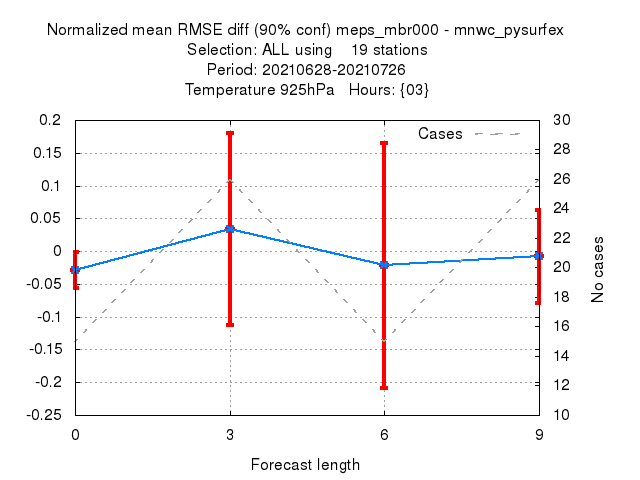 Normalized mean RMSE diff (90% conf) meps_mbr000 - mnwc_pysurfex
Selection: ALL using    19 stations
Period: 20210628-20210726
Temperature 925hPa   Hours: {03}
Cases
0.2
0.15
0.1
0.05
0
-0.05
-0.1
-0.15
-0.2
-0.25
30
28
26
24
22
20
18
16
14
12
10
No cases
0 3 6 9
Forecast length